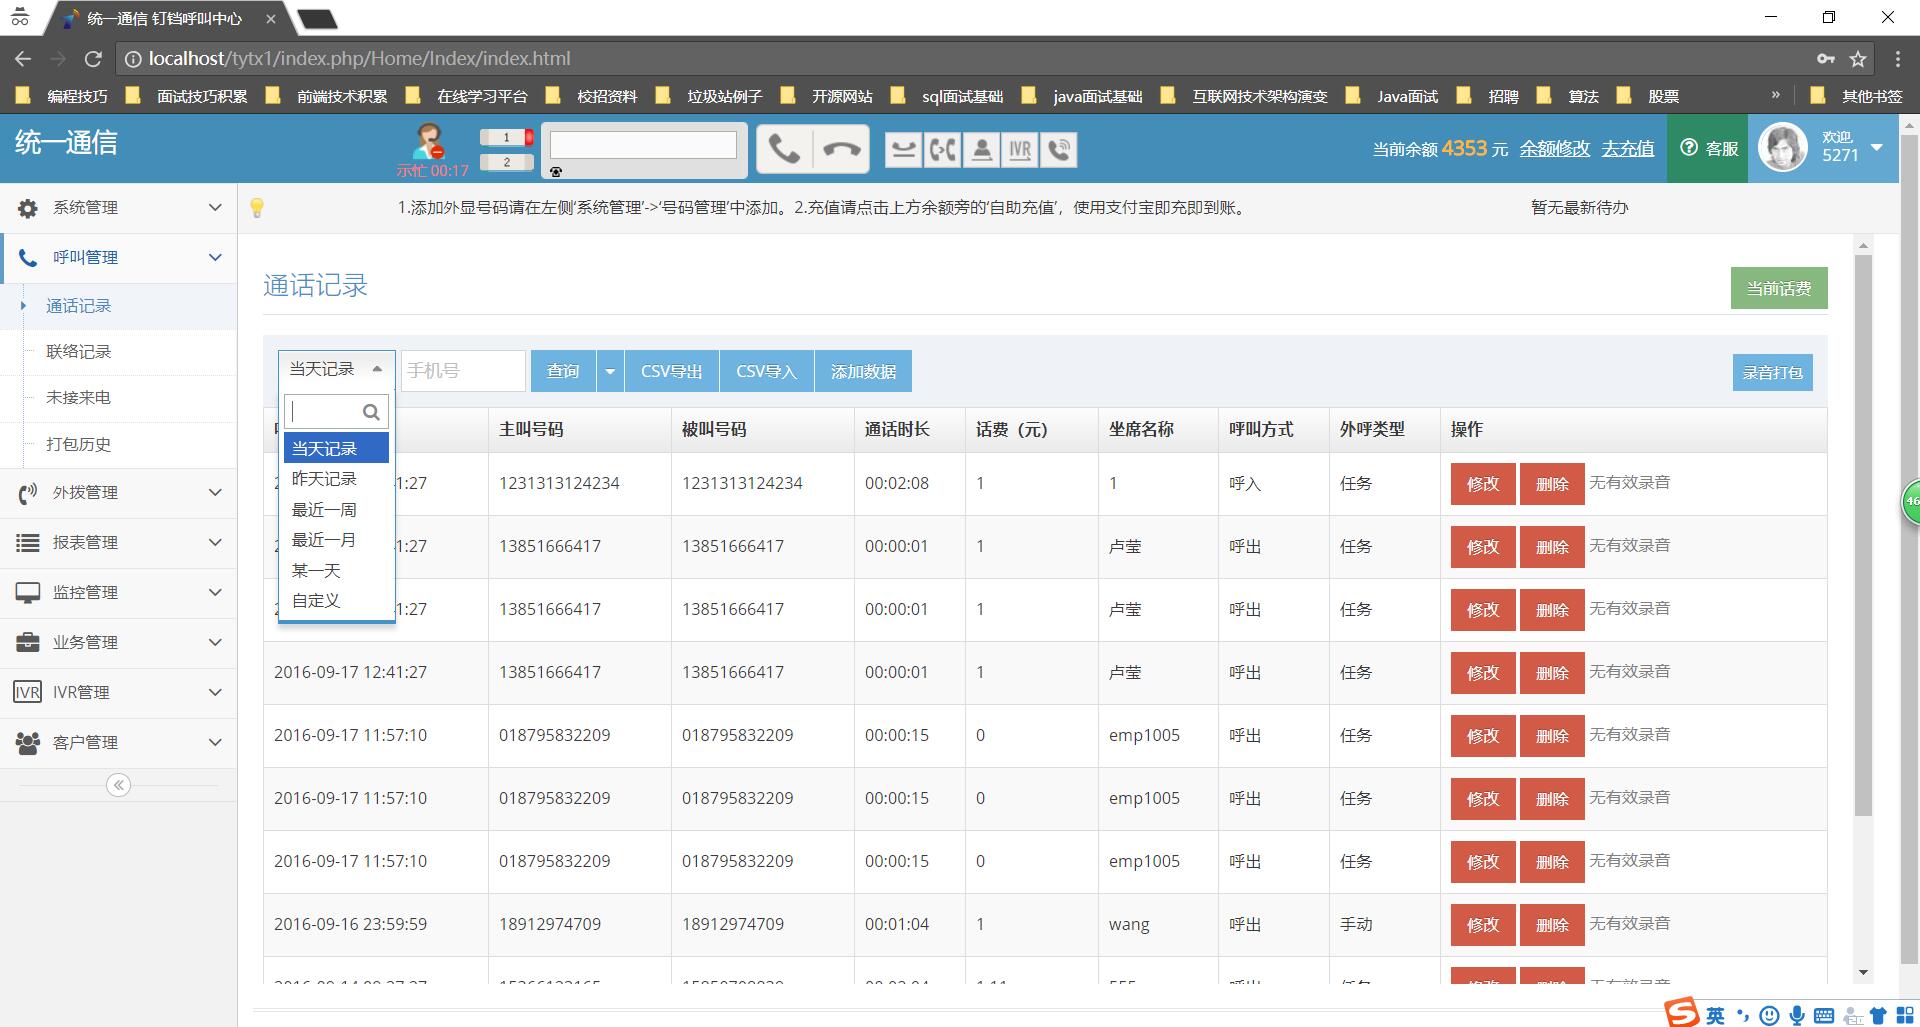 统一通信 钉铛呼叫中心
localhost/tytx1/index.php/Home/Index/index.html
编程技巧 面试技巧积累 前端技术积累 在线学习平台 校招资料 垃圾站例子 开源网站 sql面试基础 java面试基础 互联网技术架构演变 Java面试 招聘 算法 股票 » 其他书签
统一通信
示忙 00:17
1
2
IVR
当前余额 4353 元 余额修改 去充值
客服
欢迎,
5271
1.添加外显号码请在左侧‘系统管理’->‘号码管理’中添加。2.充值请点击上方余额旁的‘自助充值’，使用支付宝即充即到账。
暂无最新待办
系统管理
呼叫管理
通话记录
联络记录
未接来电
打包历史
外拨管理
报表管理
监控管理
业务管理
IVR IVR管理
客户管理
通话记录
当前话费
当天记录 手机号 查询 CSV导出 CSV导入 添加数据 录音打包
当天记录
昨天记录
最近一周
最近一月
某一天
自定义
主叫号码 被叫号码 通话时长 话费（元） 坐席名称 呼叫方式 外呼类型 操作
1:27 1231313124234 1231313124234 00:02:08 1 1 呼入 任务 修改 删除 无有效录音
1:27 13851666417 13851666417 00:00:01 1 卢莹 呼出 任务 修改 删除 无有效录音
1:27 13851666417 13851666417 00:00:01 1 卢莹 呼出 任务 修改 删除 无有效录音
2016-09-17 12:41:27 13851666417 13851666417 00:00:01 1 卢莹 呼出 任务 修改 删除 无有效录音
2016-09-17 11:57:10 018795832209 018795832209 00:00:15 0 emp1005 呼出 任务 修改 删除 无有效录音
2016-09-17 11:57:10 018795832209 018795832209 00:00:15 0 emp1005 呼出 任务 修改 删除 无有效录音
2016-09-17 11:57:10 018795832209 018795832209 00:00:15 0 emp1005 呼出 任务 修改 删除 无有效录音
2016-09-16 23:59:59 18912974709 18912974709 00:01:04 1 wang 呼出 手动 修改 删除 无有效录音
46
英